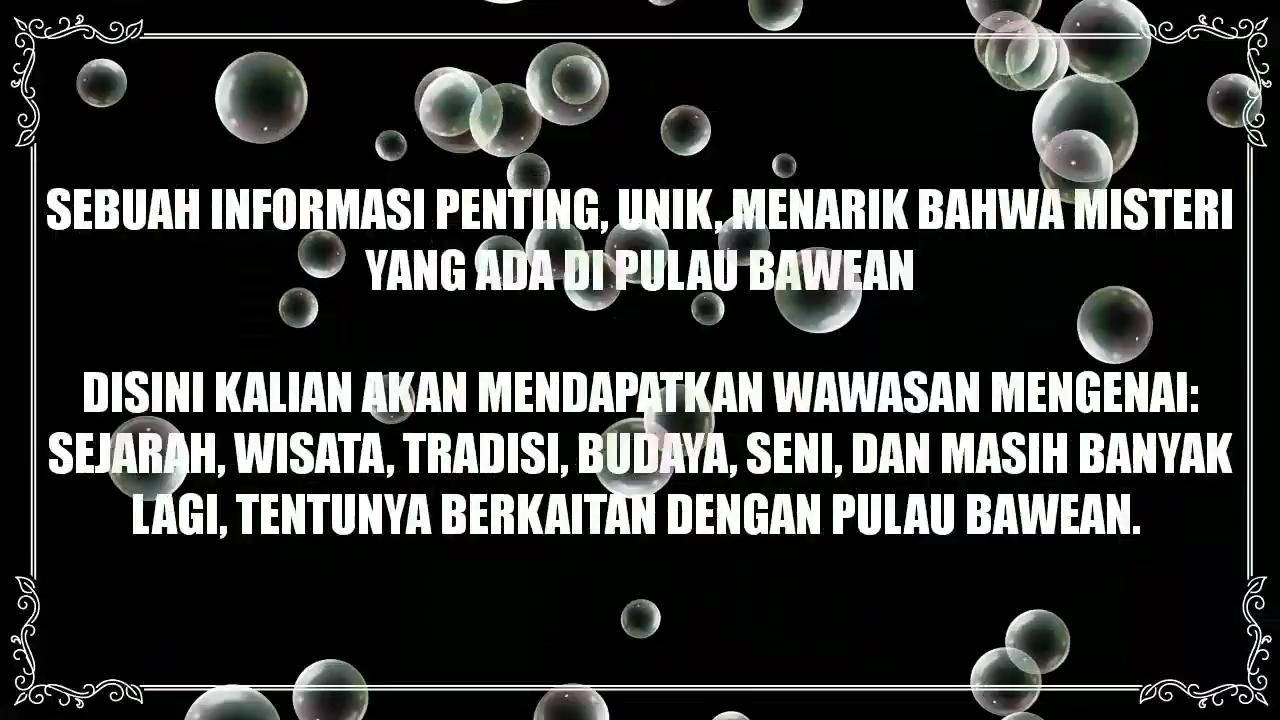 SEBUAH INFORMASI PENTING, UNIK, MENARIK BAHWA MISTERI
YANG ADA DI PULAU BAWEAN
DISINI KALIAN AKAN MENDAPATKAN WAWASAN MENGENAI:
SEJARAH, WISATA, TRADISI, BUDAYA, SENI, DAN MASIH BANYAK
LAGI, TENTUNYA BERKAITAN DENGAN PULAU BAWEAN.